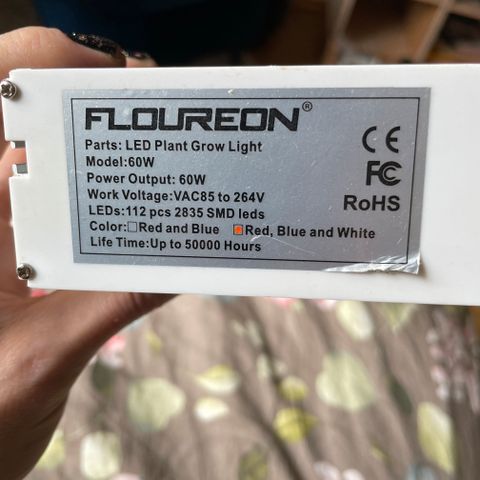 FLOUREON®
Parts: LED Plant Grow Light
Model:60W
Power Output: 60W
Work Voltage:VAC85 to 264V
LEDs:112 pcs 2835 SMD leds
Color:☐Red and Blue ☑Red, Blue and White
Life Time:Up to 50000 Hours
CE
FC
RoHS